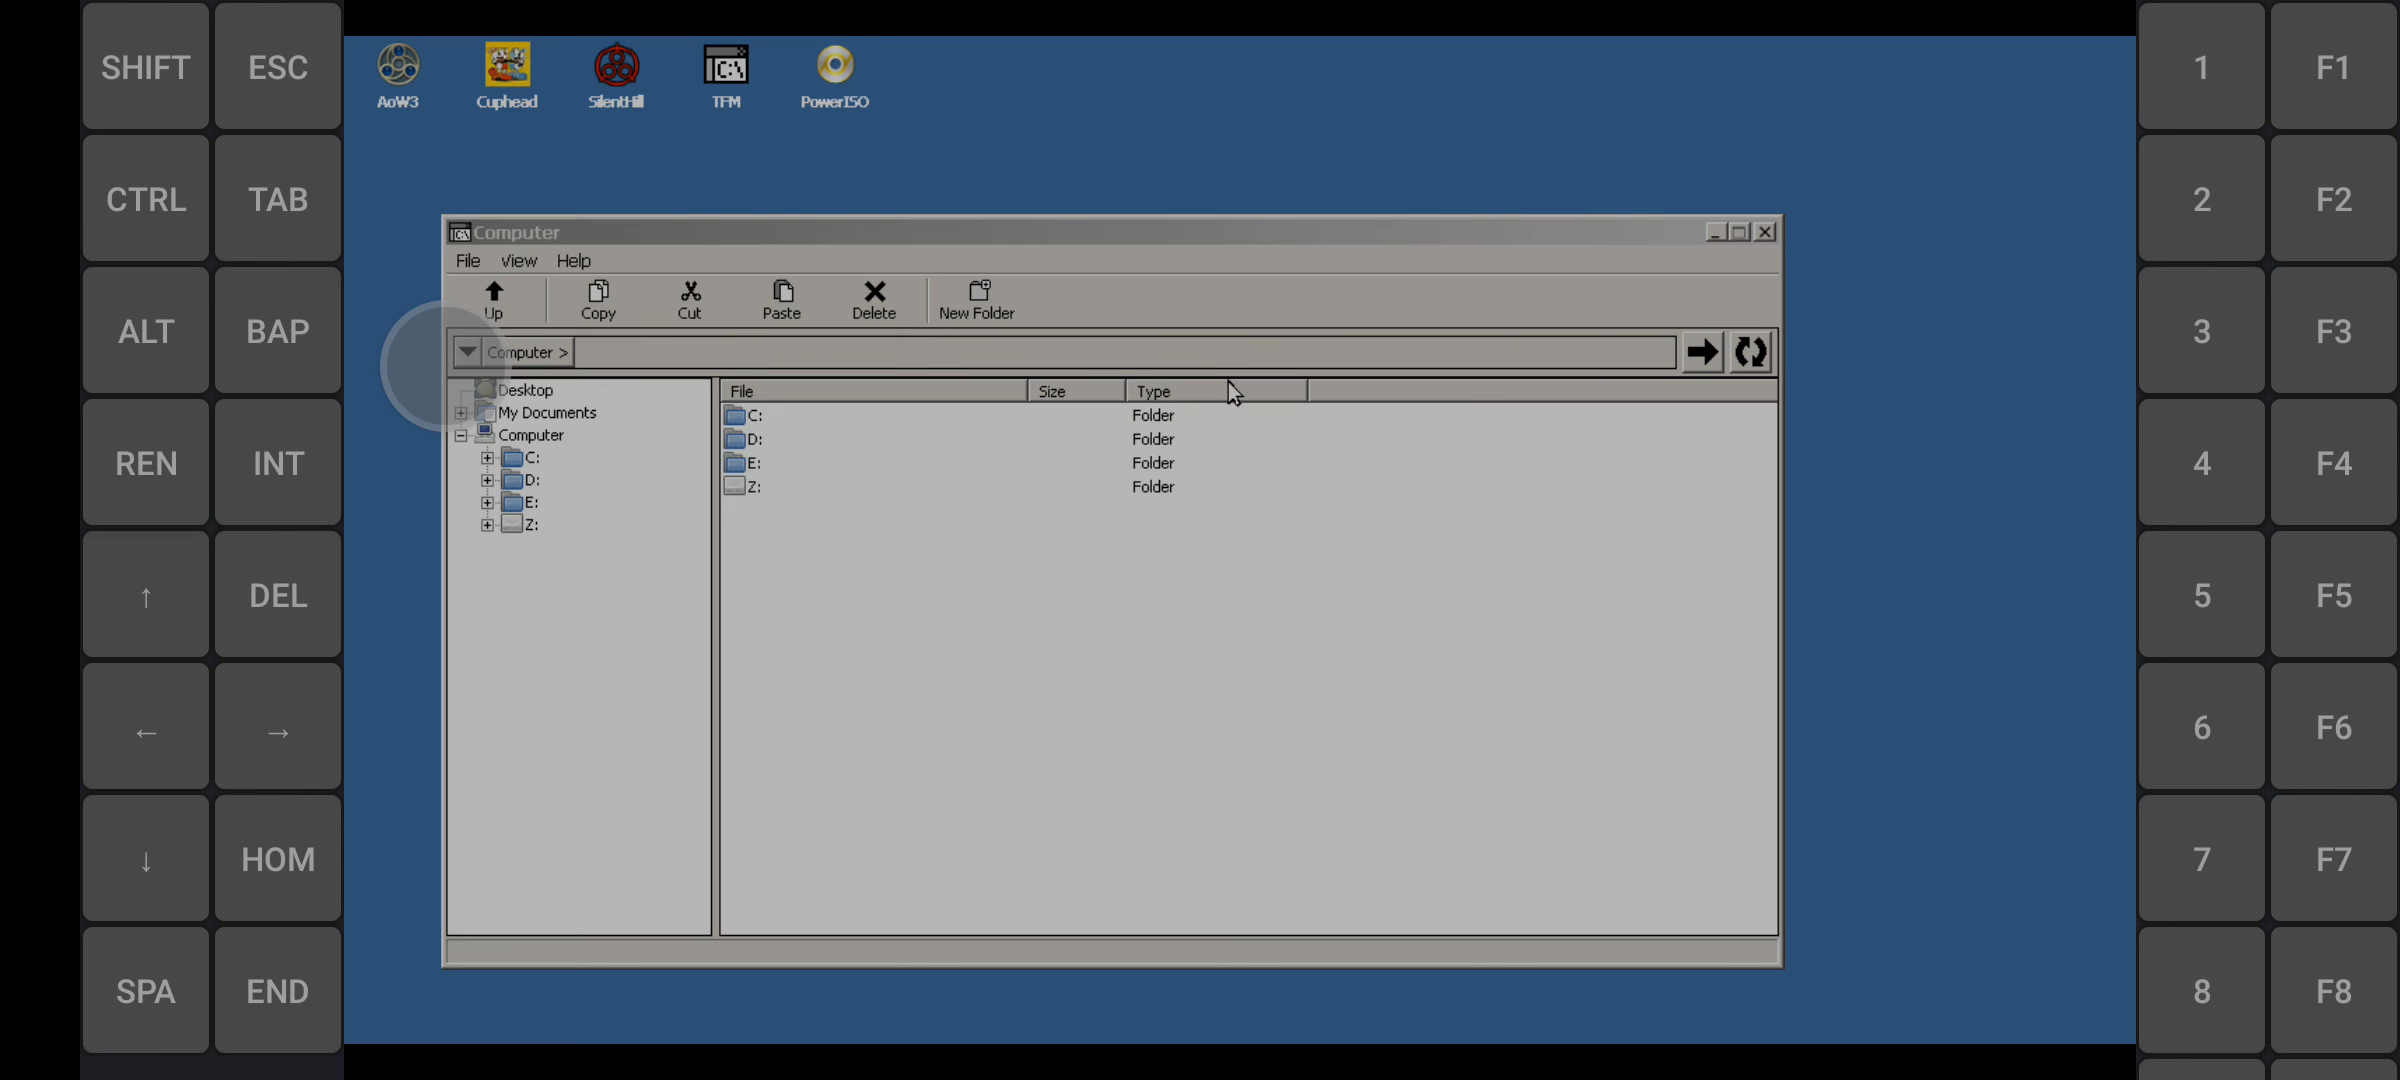 SHIFT ESC
CTRL TAB
ALT BAP
REN INT
↑ DEL
← →
↓ HOM
SPA END
AoW3 Cuphead SilentHill TFM PowerISO
C:\
Computer
File View Help
Up Copy Cut Paste Delete New Folder
Computer >
Desktop
My Documents
Computer
C:
D:
E:
Z:
File Size Type
C: Folder
D: Folder
E: Folder
Z: Folder
1 F1
2 F2
3 F3
4 F4
5 F5
6 F6
7 F7
8 F8